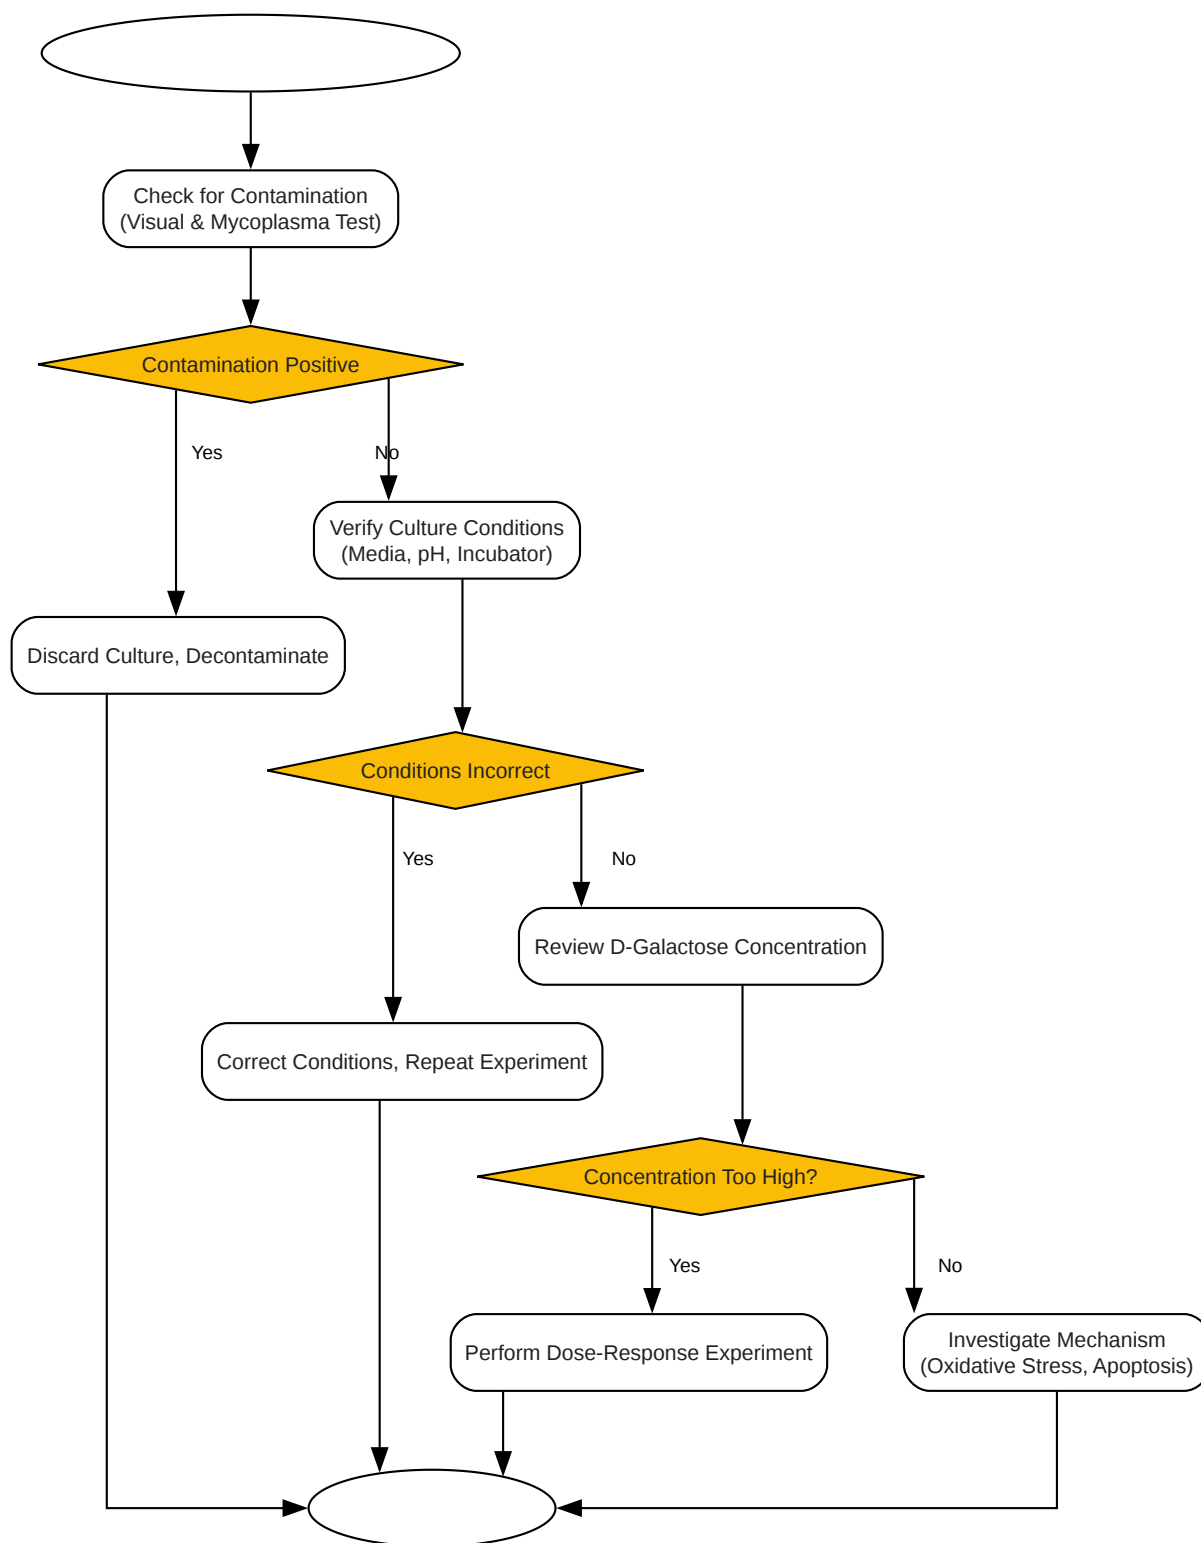 Check for Contamination
(Visual & Mycoplasma Test)
Contamination Positive
Yes
No
Verify Culture Conditions
(Media, pH, Incubator)
Discard Culture, Decontaminate
Conditions Incorrect
Yes
No
Review D-Galactose Concentration
Correct Conditions, Repeat Experiment
Concentration Too High?
Yes
No
Perform Dose-Response Experiment
Investigate Mechanism
(Oxidative Stress, Apoptosis)